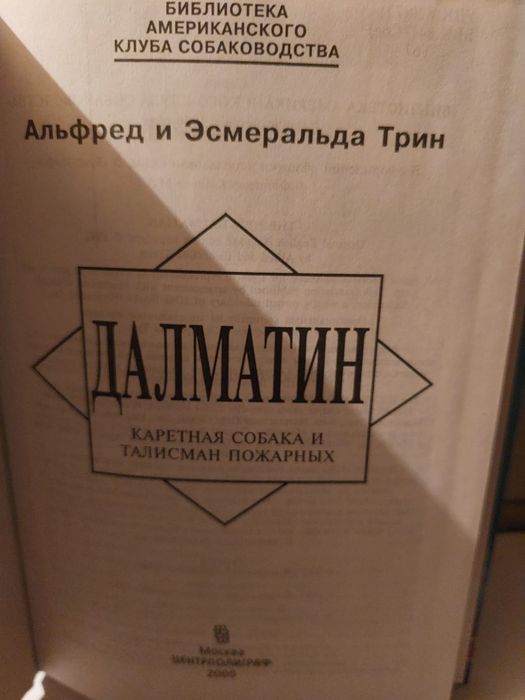 БИБЛИОТЕКА
АМЕРИКАНСКОГО
КЛУБА СОБАКОВОДСТВА
Альфред и Эсмеральда Трин
ДАЛМАТИН
КАРЕТНАЯ СОБАКА И
ТАЛИСМАН ПОЖАРНЫХ
Москва
ЦЕНТРПОЛИГРАФ
2000